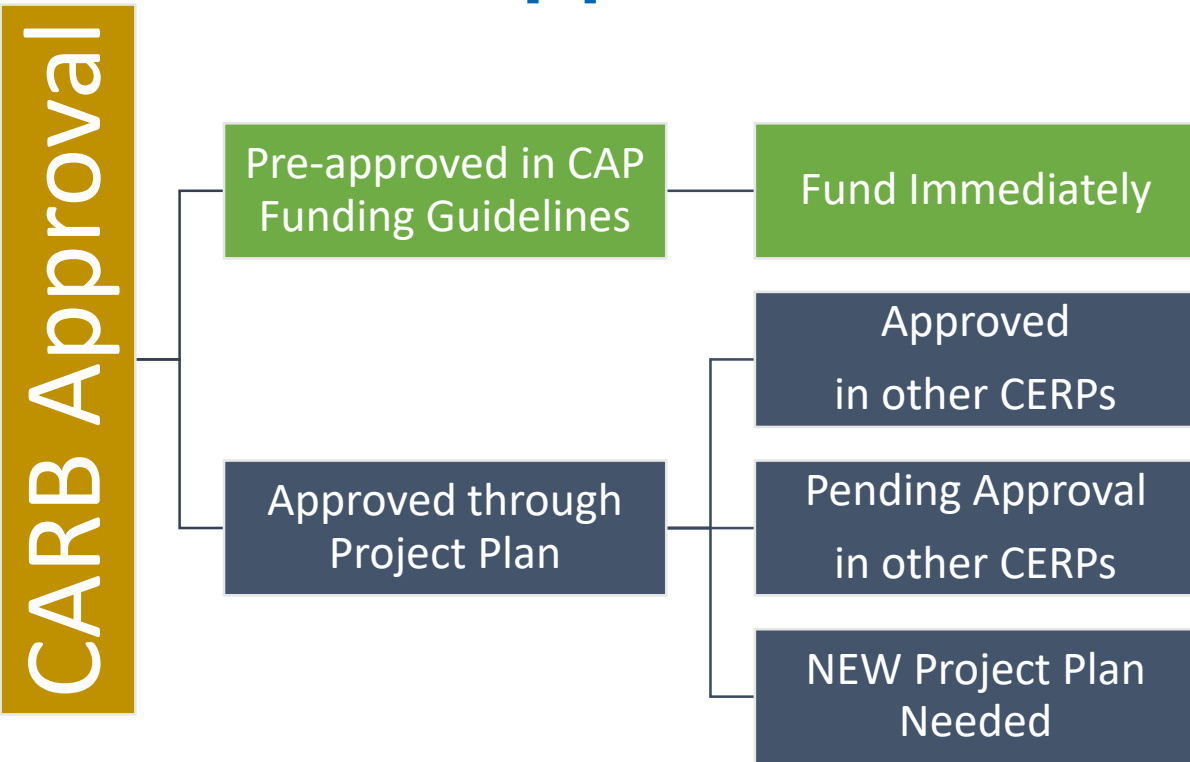 CARB Approval
Pre-approved in CAP
Funding Guidelines
Fund Immediately
Approved through
Project Plan
Approved
in other CERPs
Pending Approval
in other CERPs
NEW Project Plan
Needed